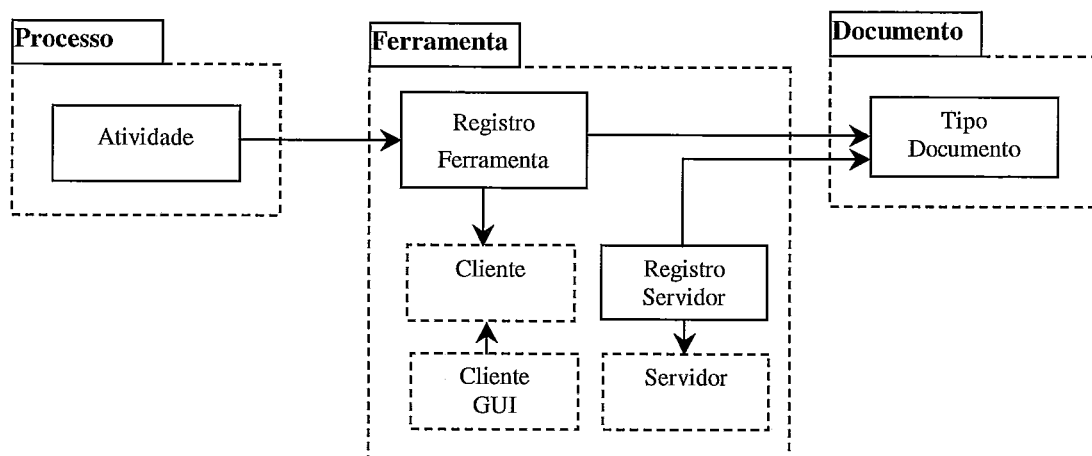 Processo
Ferramenta
Documento
Atividade
Registro
Ferramenta
Tipo
Documento
Cliente
Registro
Servidor
Cliente
GUI
Servidor